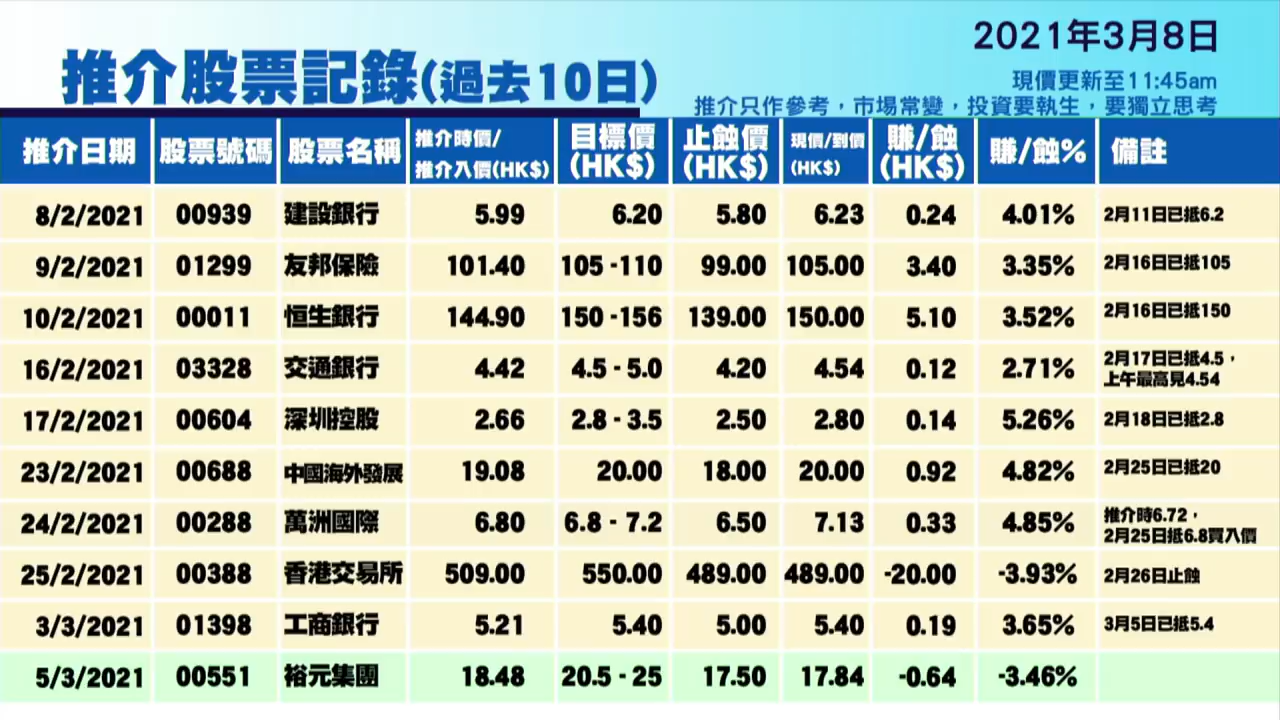 2021年3月8日
推介股票記錄(過去10日)
現價更新至11:45am
推介只作參考，市場常變，投資要執生，要獨立思考
推介日期 股票號碼 股票名稱 推介時價/推介入價(HK$) 目標價(HK$) 止蝕價(HK$) 現價/到價(HK$) 賺/蝕(HK$) 賺/蝕% 備註
8/2/2021 00939 建設銀行 5.99 6.20 5.80 6.23 0.24 4.01% 2月11日已抵6.2
9/2/2021 01299 友邦保險 101.40 105 -110 99.00 105.00 3.40 3.35% 2月16日已抵105
10/2/2021 00011 恒生銀行 144.90 150 -156 139.00 150.00 5.10 3.52% 2月16日已抵150
16/2/2021 03328 交通銀行 4.42 4.5 - 5.0 4.20 4.54 0.12 2.71% 2月17日已抵4.5，上午最高見4.54
17/2/2021 00604 深圳控股 2.66 2.8 - 3.5 2.50 2.80 0.14 5.26% 2月18日已抵2.8
23/2/2021 00688 中國海外發展 19.08 20.00 18.00 20.00 0.92 4.82% 2月25日已抵20
24/2/2021 00288 萬洲國際 6.80 6.8 - 7.2 6.50 7.13 0.33 4.85% 推介時6.72，2月25日抵6.8買入價
25/2/2021 00388 香港交易所 509.00 550.00 489.00 489.00 -20.00 -3.93% 2月26日止蝕
3/3/2021 01398 工商銀行 5.21 5.40 5.00 5.40 0.19 3.65% 3月5日已抵5.4
5/3/2021 00551 裕元集團 18.48 20.5 - 25 17.50 17.84 -0.64 -3.46%